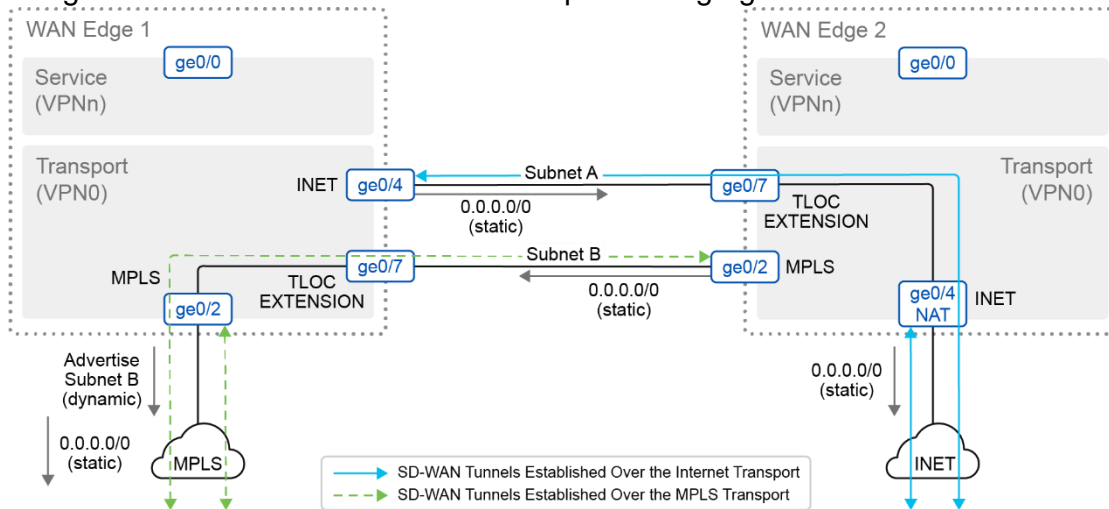 WAN Edge 1
ge0/0
Service
(VPNn)
Transport
(VPN0)
INET
ge0/4
Subnet A
0.0.0.0/0
(static)
MPLS
ge0/2
TLOC
EXTENSION
ge0/7
Subnet B
0.0.0.0/0
(static)
WAN Edge 2
ge0/0
Service
(VPNn)
Transport
(VPN0)
ge0/7
TLOC
EXTENSION
ge0/2
MPLS
ge0/4
NAT
INET
Advertise
Subnet B
(dynamic)
0.0.0.0/0
(static)
MPLS
0.0.0.0/0
(static)
INET
SD-WAN Tunnels Established Over the Internet Transport
SD-WAN Tunnels Established Over the MPLS Transport